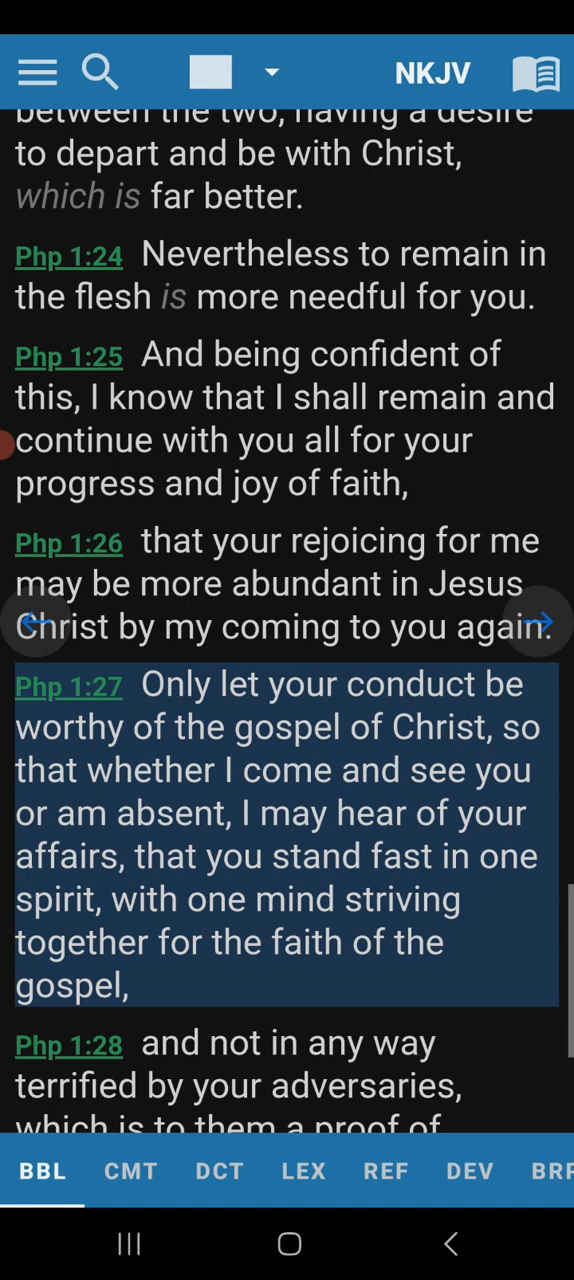 NKJV
between the two, having a desire
to depart and be with Christ,
which is far better.
Php 1:24 Nevertheless to remain in
the flesh is more needful for you.
Php 1:25 And being confident of
this, I know that I shall remain and
continue with you all for your
progress and joy of faith,
Php 1:26 that your rejoicing for me
may be more abundant in Jesus
Christ by my coming to you again.
Php 1:27 Only let your conduct be
worthy of the gospel of Christ, so
that whether I come and see you
or am absent, I may hear of your
affairs, that you stand fast in one
spirit, with one mind striving
together for the faith of the
gospel,
Php 1:28 and not in any way
terrified by your adversaries,
which is to them a proof of
BBL CMT DCT LEX REF DEV BRP